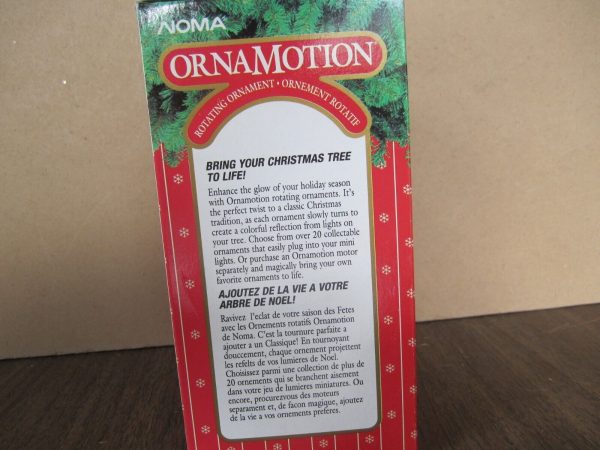 NOMA
ORNAMOTION
ROTATING ORNAMENT • ORNEMENT ROTATIF
BRING YOUR CHRISTMAS TREE
TO LIFE!
Enhance the glow of your holiday season
with Ornamotion rotating ornaments. It's
the perfect twist to a classic Christmas
tradition, as each ornament slowly turns to
create a colorful reflection from lights on
your tree. Choose from over 20 collectable
ornaments that easily plug into your mini
lights. Or purchase an Ornamotion motor
separately and magically bring your own
favorite ornaments to life.
AJOUTEZ DE LA VIE A VOTRE
ARBRE DE NOEL!
Ravivez l'eclat de votre saison des Fetes
avec les Ornements rotatifs Ornamotion
de Noma. C'est la tournure parfaite a
ajouter a un Classique! En tournoyant
douccement, chaque ornement projettent
les refélts de vos lumieres de Noel.
Choisissez parmi une collection de plus de
20 ornements qui se branchent aisement
dans votre jeu de lumieres miniatures. Ou
encore, procurezvous des moteurs
separement et, de facon magique, ajoutez
de la vie a vos ornements preferes.